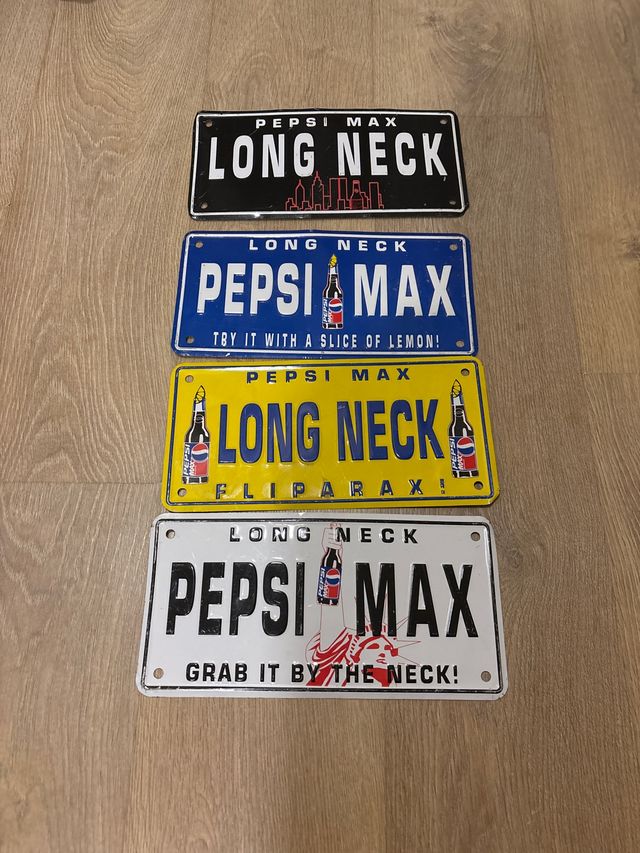 PEPSI MAX
LONG NECK
LONG NECK
PEPSI MAX
TRY IT WITH A SLICE OF LEMON!
PEPSI MAX
LONG NECK
FLIPARAX
LONG NECK
PEPSI MAX
GRAB IT BY THE NECK!